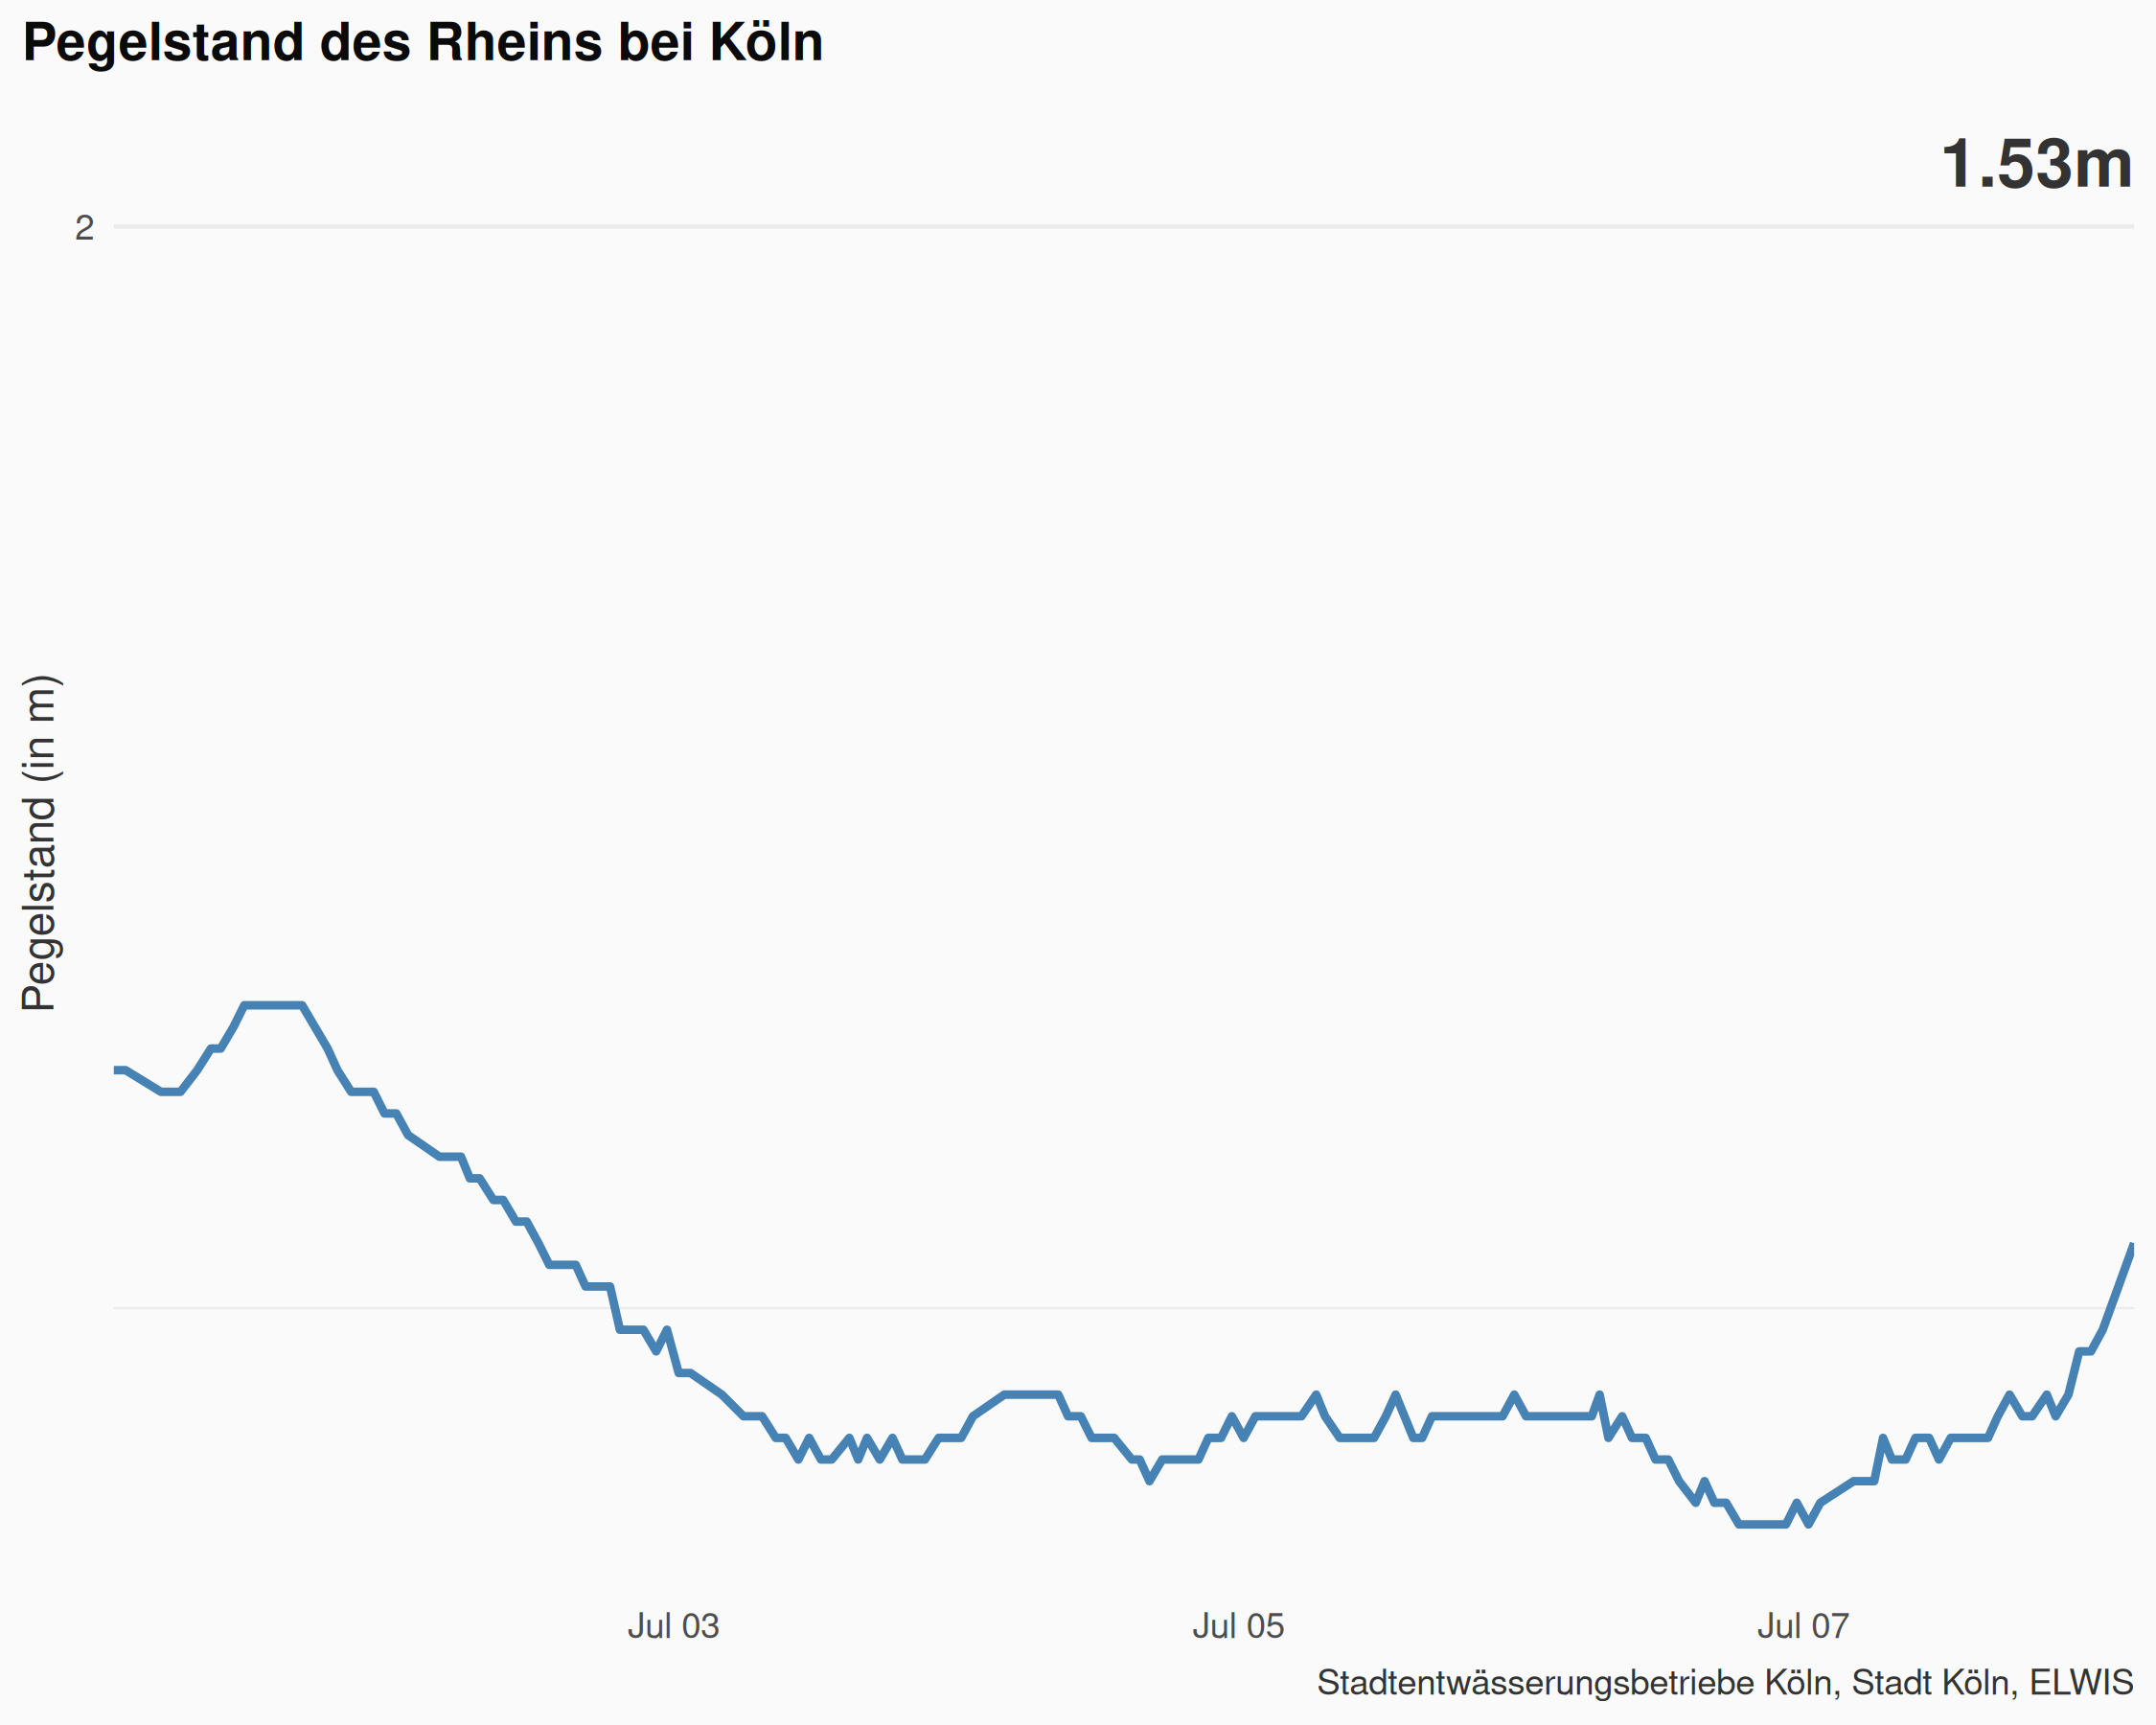 Pegelstand des Rheins bei Köln
1.53m
2
Pegelstand (in m)
Jul 03
Jul 05
Jul 07
Stadtentwässerungsbetriebe Köln, Stadt Köln, ELWIS